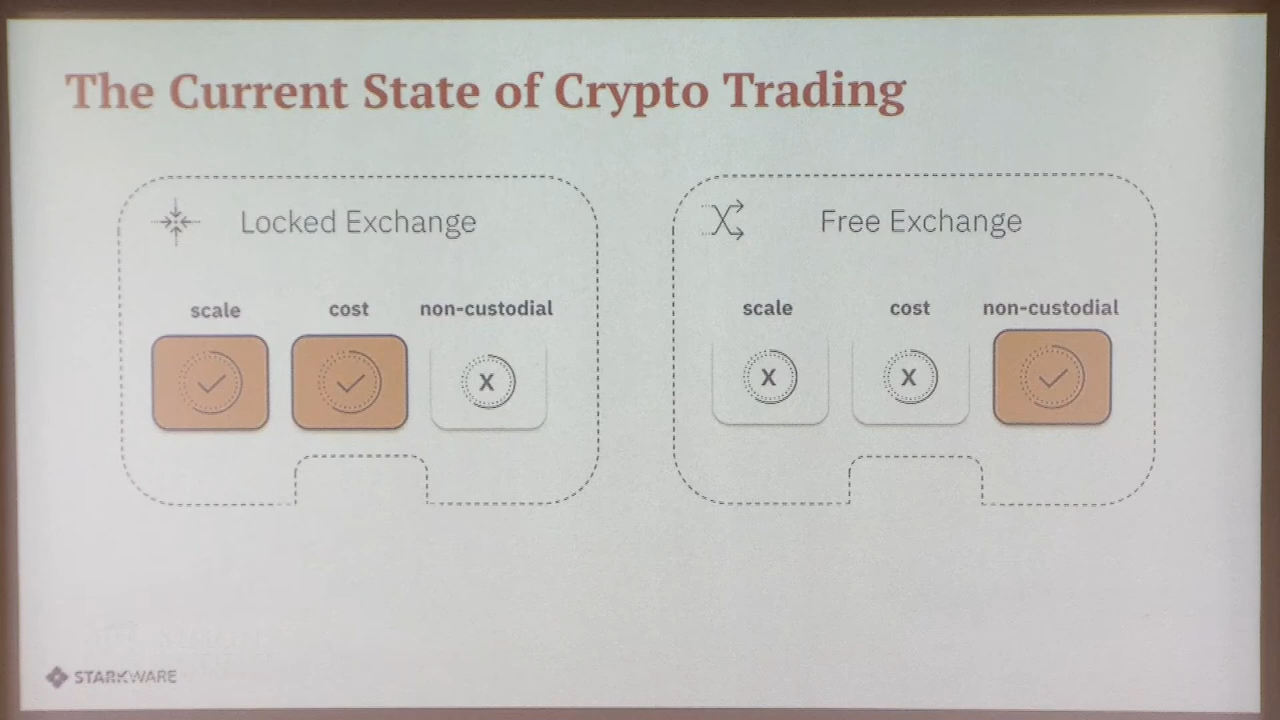 The Current State of Crypto Trading
Locked Exchange
scale cost non-custodial
X
Free Exchange
scale cost non-custodial
X X
STARKWARE